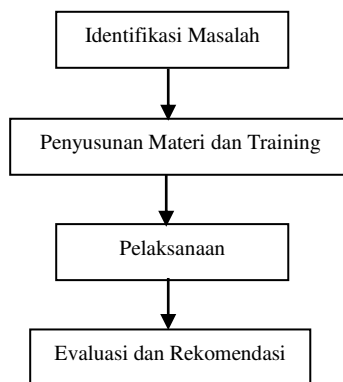 Identifikasi Masalah
Penyusunan Materi dan Training
Pelaksanaan
Evaluasi dan Rekomendasi